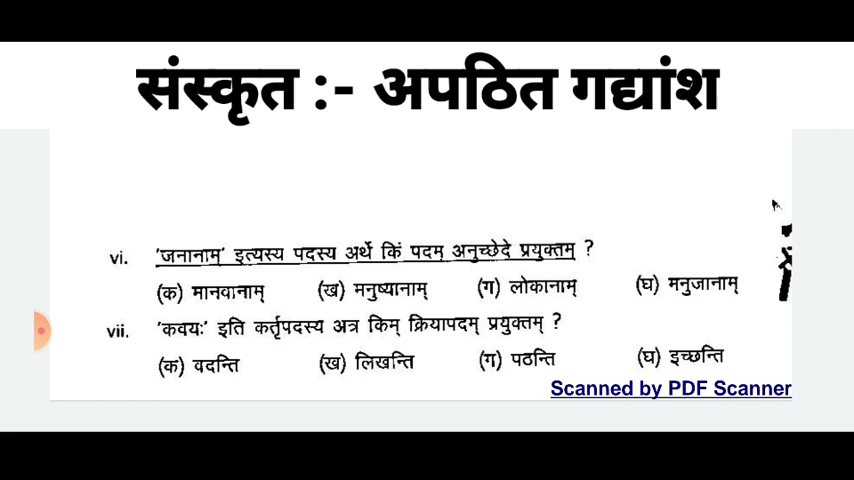 संस्कृत :- अपठित गद्यांश
vi. 'जनानाम्' इत्यस्य पदस्य अर्थे किं पदम् अनुच्छेदे प्रयुक्तम् ?
(क) मानवानाम् (ख) मनुष्यानाम् (ग) लोकानाम् (घ) मनुजानाम्
vii. 'कवयः' इति कर्तृपदस्य अत्र किम् क्रियापदम् प्रयुक्तम् ?
(क) वदन्ति (ख) लिखन्ति (ग) पठन्ति (घ) इच्छन्ति
Scanned by PDF Scanner